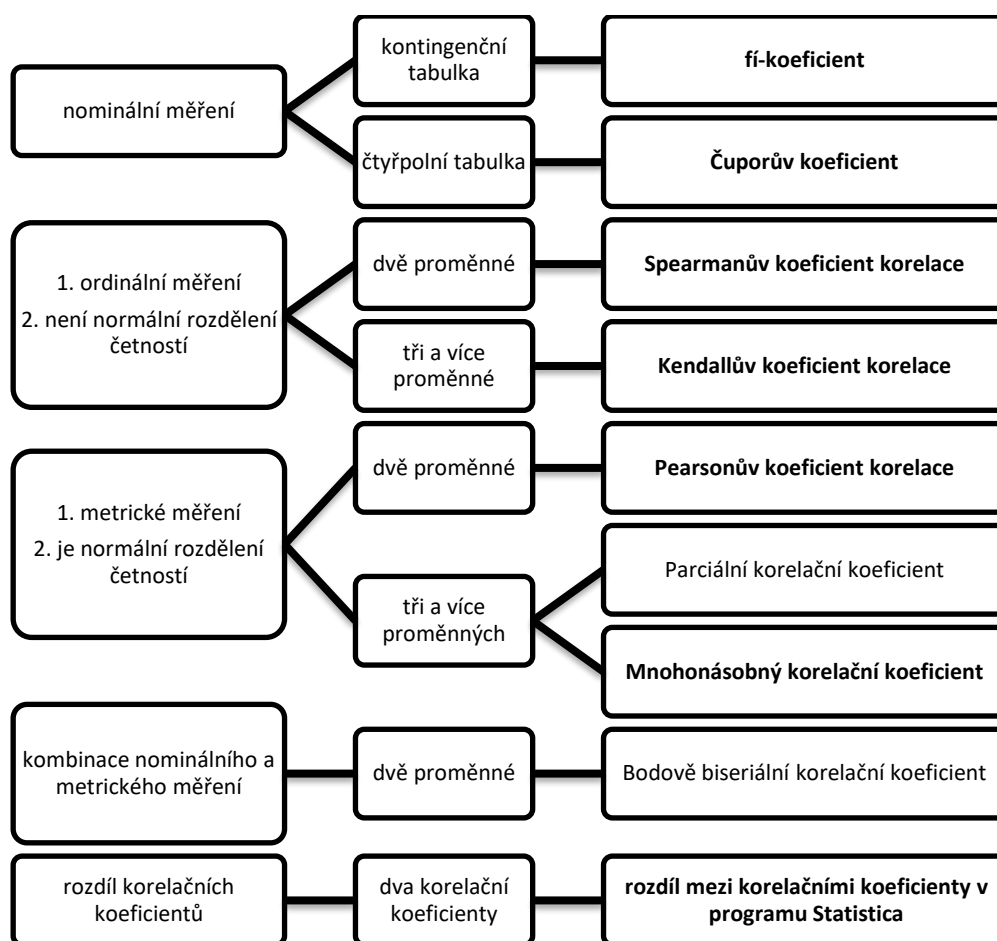 nominální měření
kontingenční
tabulka
fí-koeficient
čtyřpolní tabulka
Čuporův koeficient
1. ordinální měření
2. není normální rozdělení
četností
dvě proměnné
Spearmanův koeficient korelace
tři a více
proměnné
Kendallův koeficient korelace
1. metrické měření
2. je normální rozdělení
četností
dvě proměnné
Pearsonův koeficient korelace
tři a více
proměnných
Parciální korelační koeficient
Mnohonásobný korelační koeficient
kombinace nominálního a
metrického měření
dvě proměnné
Bodově biseriální korelační koeficient
rozdíl korelačních
koeficientů
dva korelační
koeficienty
rozdíl mezi korelačními koeficienty v
programu Statistica